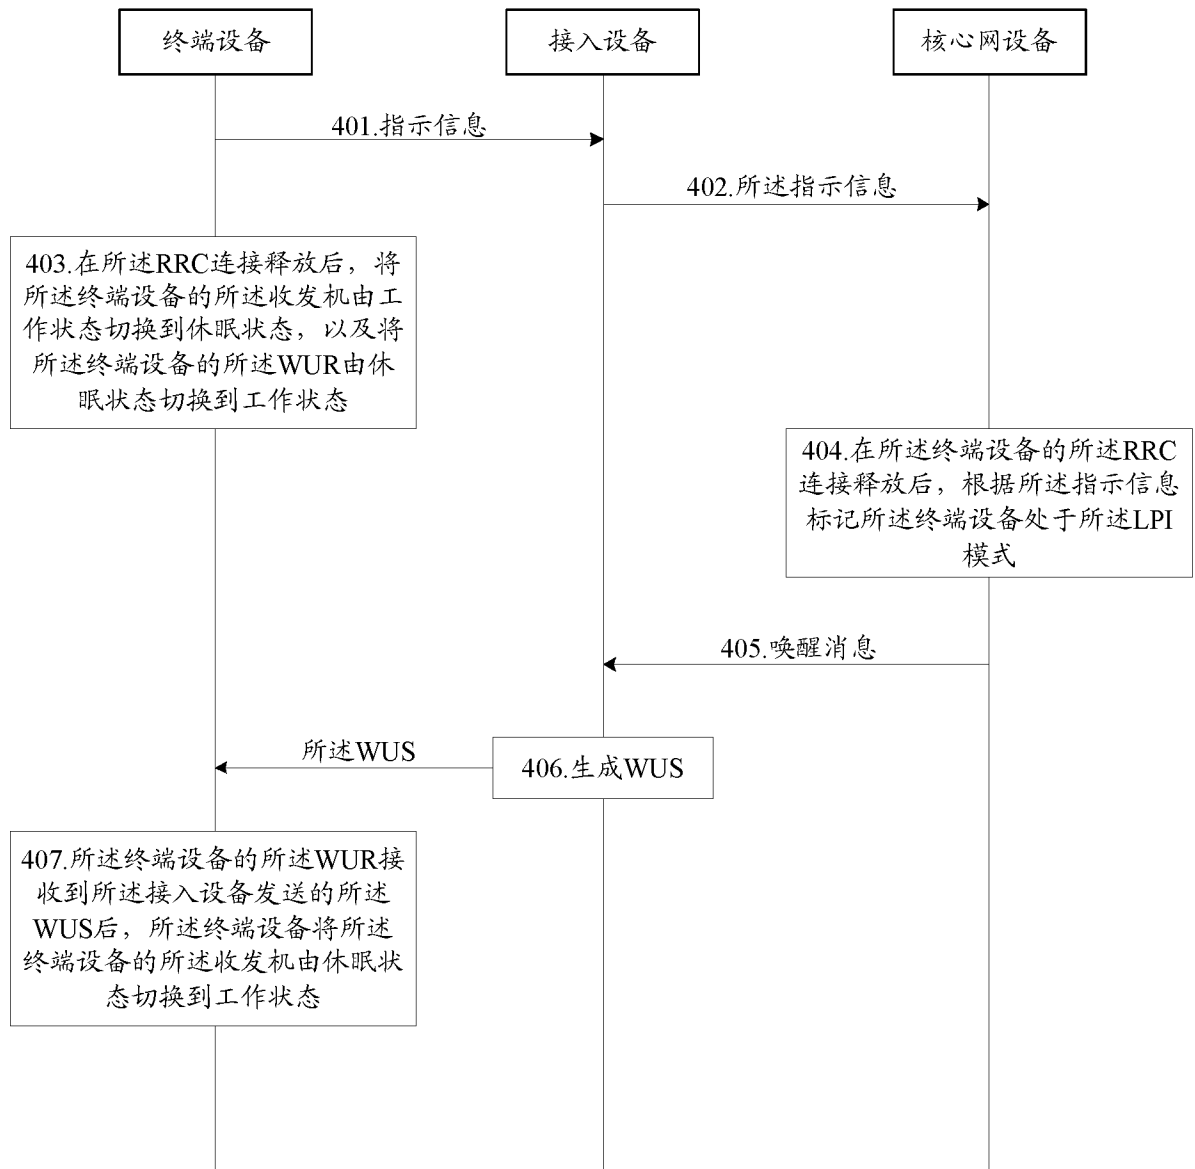 终端设备
接入设备
核心网设备
401.指示信息
402.所述指示信息
403.在所述RRC连接释放后，将
所述终端设备的所述收发机由工
作状态切换到休眠状态，以及将
所述终端设备的所述WUR由休
眠状态切换到工作状态
404.在所述终端设备的所述RRC
连接释放后，根据所述指示信息
标记所述终端设备处于所述LPI
模式
405.唤醒消息
所述WUS
406.生成WUS
407.所述终端设备的所述WUR接
收到所述接入设备发送的所述
WUS后，所述终端设备将所述
终端设备的所述收发机由休眠状
态切换到工作状态